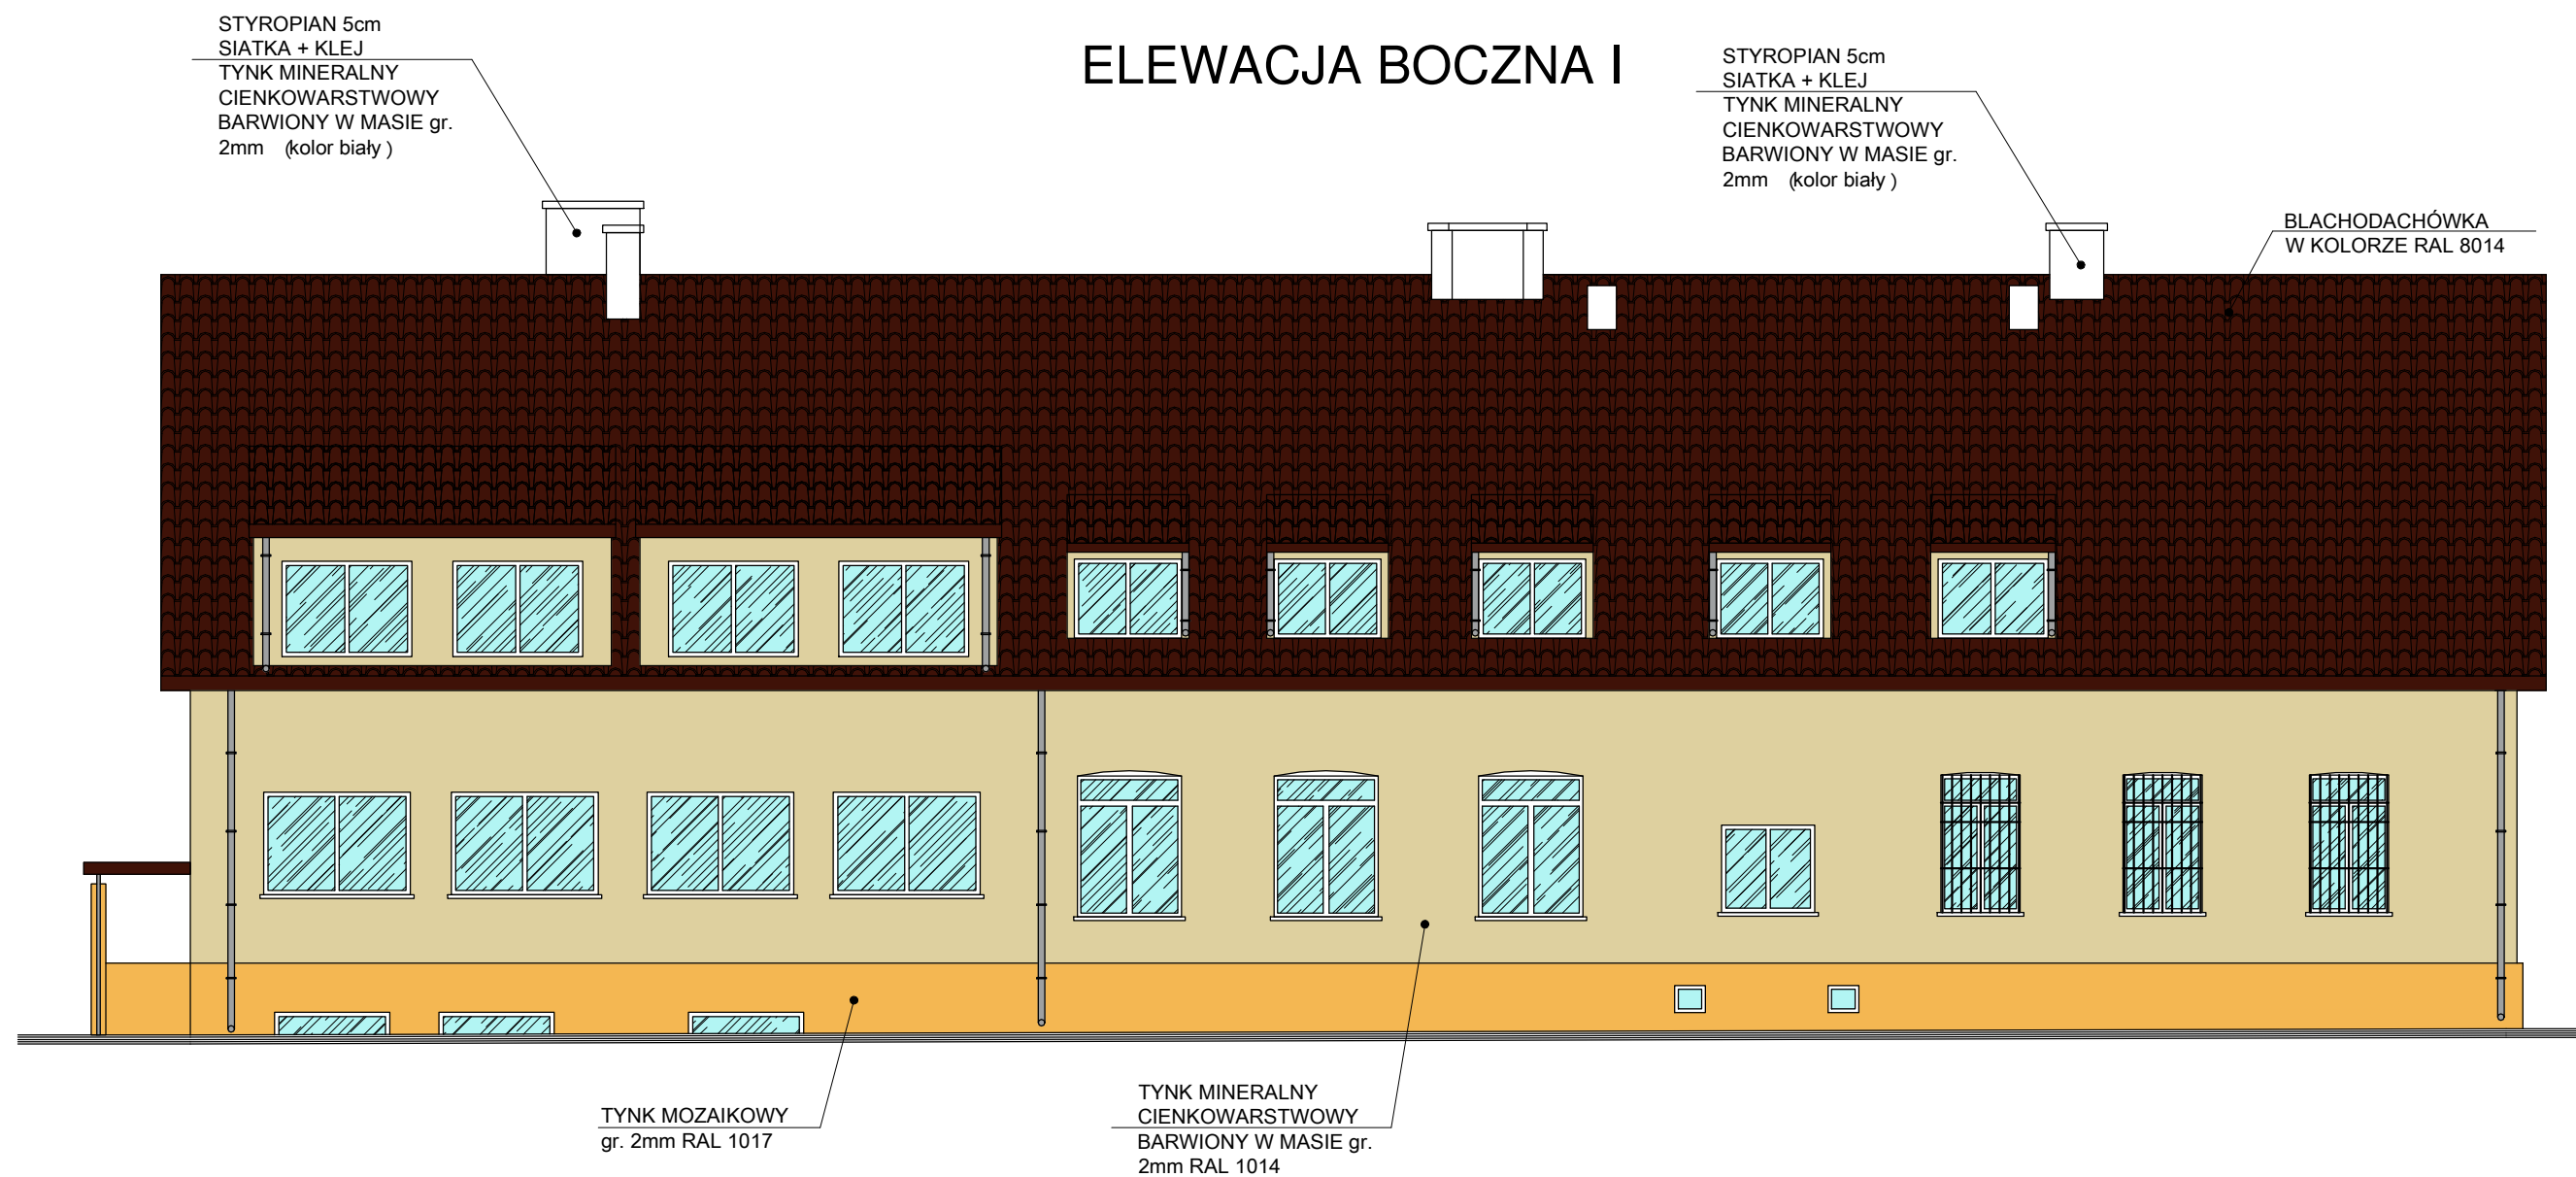 STYROPIAN 5cm
SIATKA + KLEJ
TYNK MINERALNY
CIENKOWARSTWOWY
BARWIONY W MASIE gr.
2mm (kolor biały )
ELEWACJA BOCZNA I
STYROPIAN 5cm
SIATKA + KLEJ
TYNK MINERALNY
CIENKOWARSTWOWY
BARWIONY W MASIE gr.
2mm (kolor biały )
BLACHODACHÓWKA
W KOLORZE RAL 8014
TYNK MOZAIKOWY
gr. 2mm RAL 1017
TYNK MINERALNY
CIENKOWARSTWOWY
BARWIONY W MASIE gr.
2mm RAL 1014